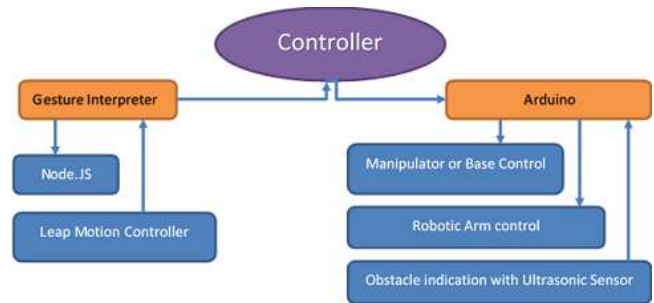 Controller
Gesture Interpreter
Arduino
Node.JS
Manipulator or Base Control
Leap Motion Controller
Robotic Arm control
Obstacle indication with Ultrasonic Sensor